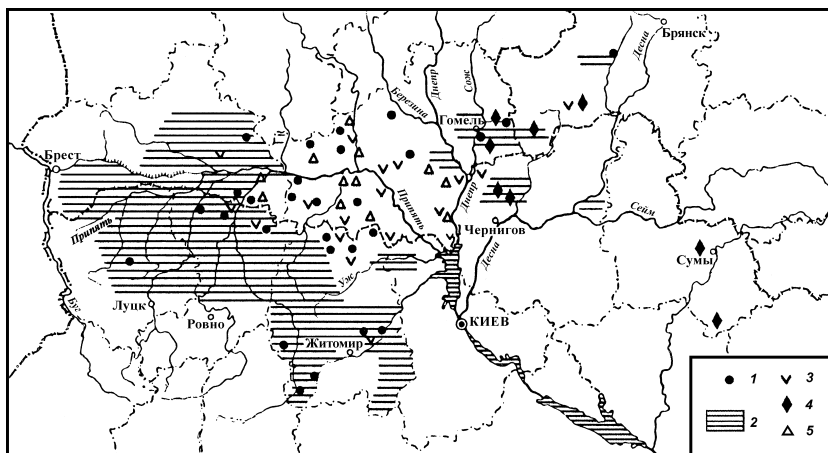 Брянск
Десна
Днепр
Сож
Березина
Гомель
Брест
Припять
Днепр
Припять
Чернигов
Сейм
Десна
Сумы
Уж
Буг
Луцк
Ровно
КИЕВ
Житомир
1
3
2
4
5